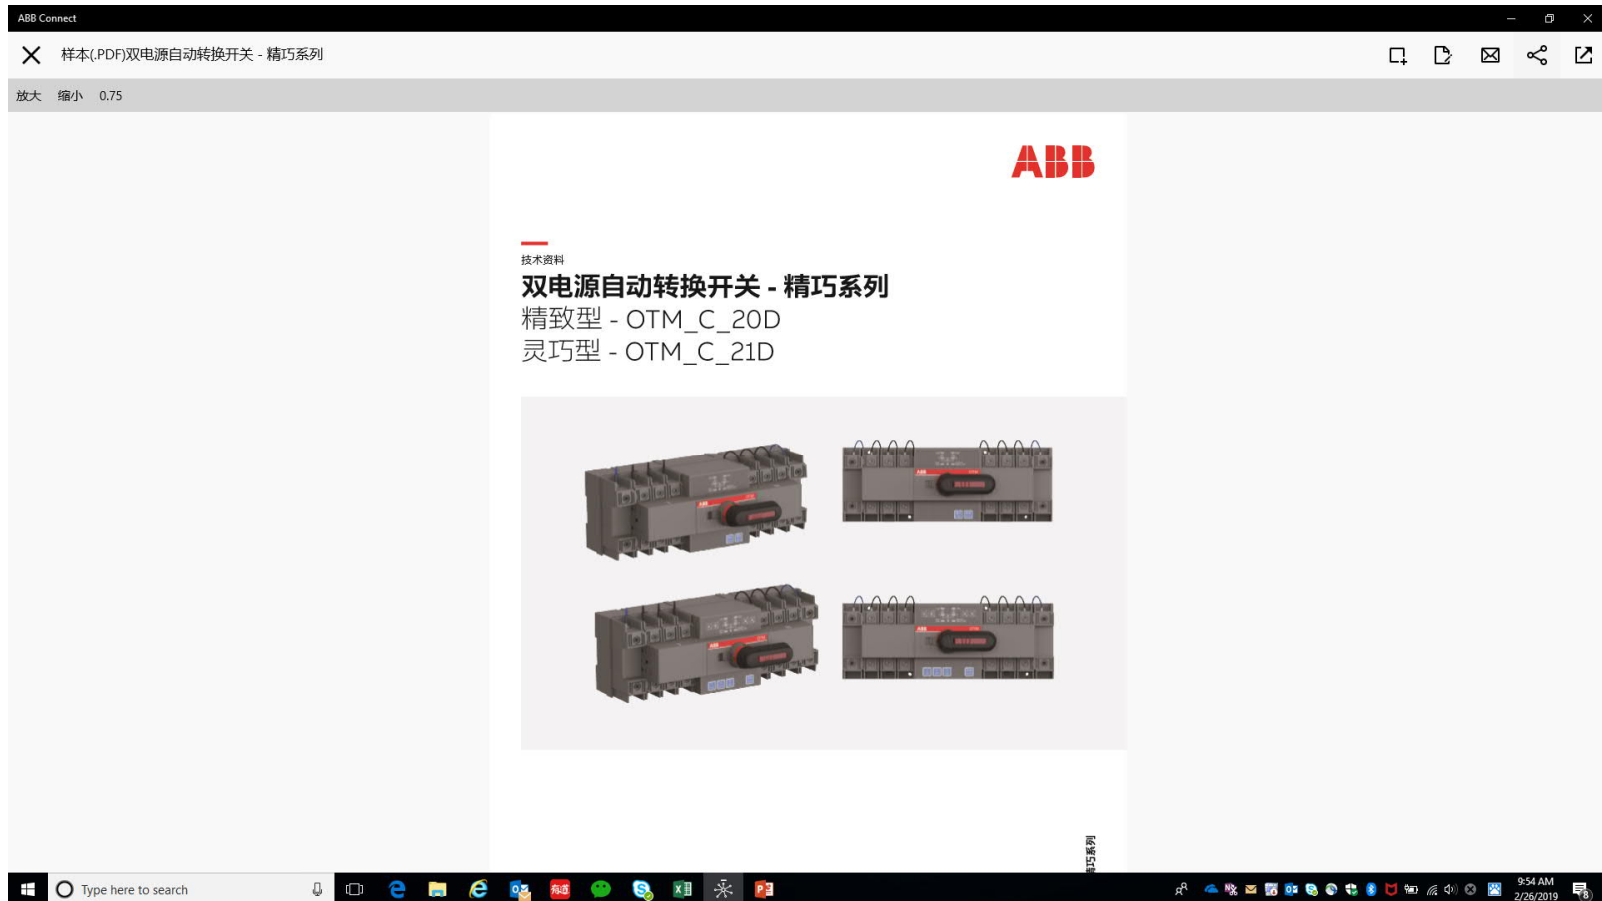 ABB Connect
样本(.PDF)双电源自动转换开关 - 精巧系列
放大 缩小 0.75
ABB
技术资料
双电源自动转换开关 - 精巧系列
精致型 - OTM_C_20D
灵巧型 - OTM_C_21D
精巧系列
Type here to search
有道
9:54 AM
2/26/2019